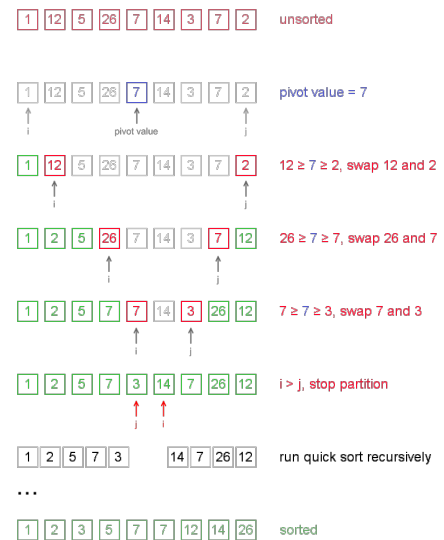 1 12 5 26 7 14 3 7 2 unsorted
1 12 5 26 7 14 3 7 2 pivot value = 7
i pivot value j
1 12 5 26 7 14 3 7 2 12 ≥ 7 ≥ 2, swap 12 and 2
i j
1 2 5 26 7 14 3 7 12 26 ≥ 7 ≥ 7, swap 26 and 7
i j
1 2 5 7 7 14 3 26 12 7 ≥ 7 ≥ 3, swap 7 and 3
i j
1 2 5 7 3 14 7 26 12 i > j, stop partition
j i
1 2 5 7 3 14 7 26 12 run quick sort recursively
...
1 2 3 5 7 7 12 14 26 sorted